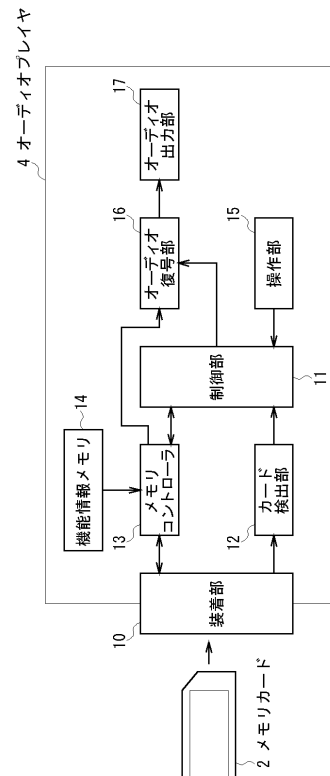 4 オーディオプレイヤ
14
機能情報メモリ
13
メモリ
コントローラ
16
オーディオ
復号部
17
オーディオ
出力部
10
装着部
制御部
11
12
カード
検出部
15
操作部
2 メモリカード